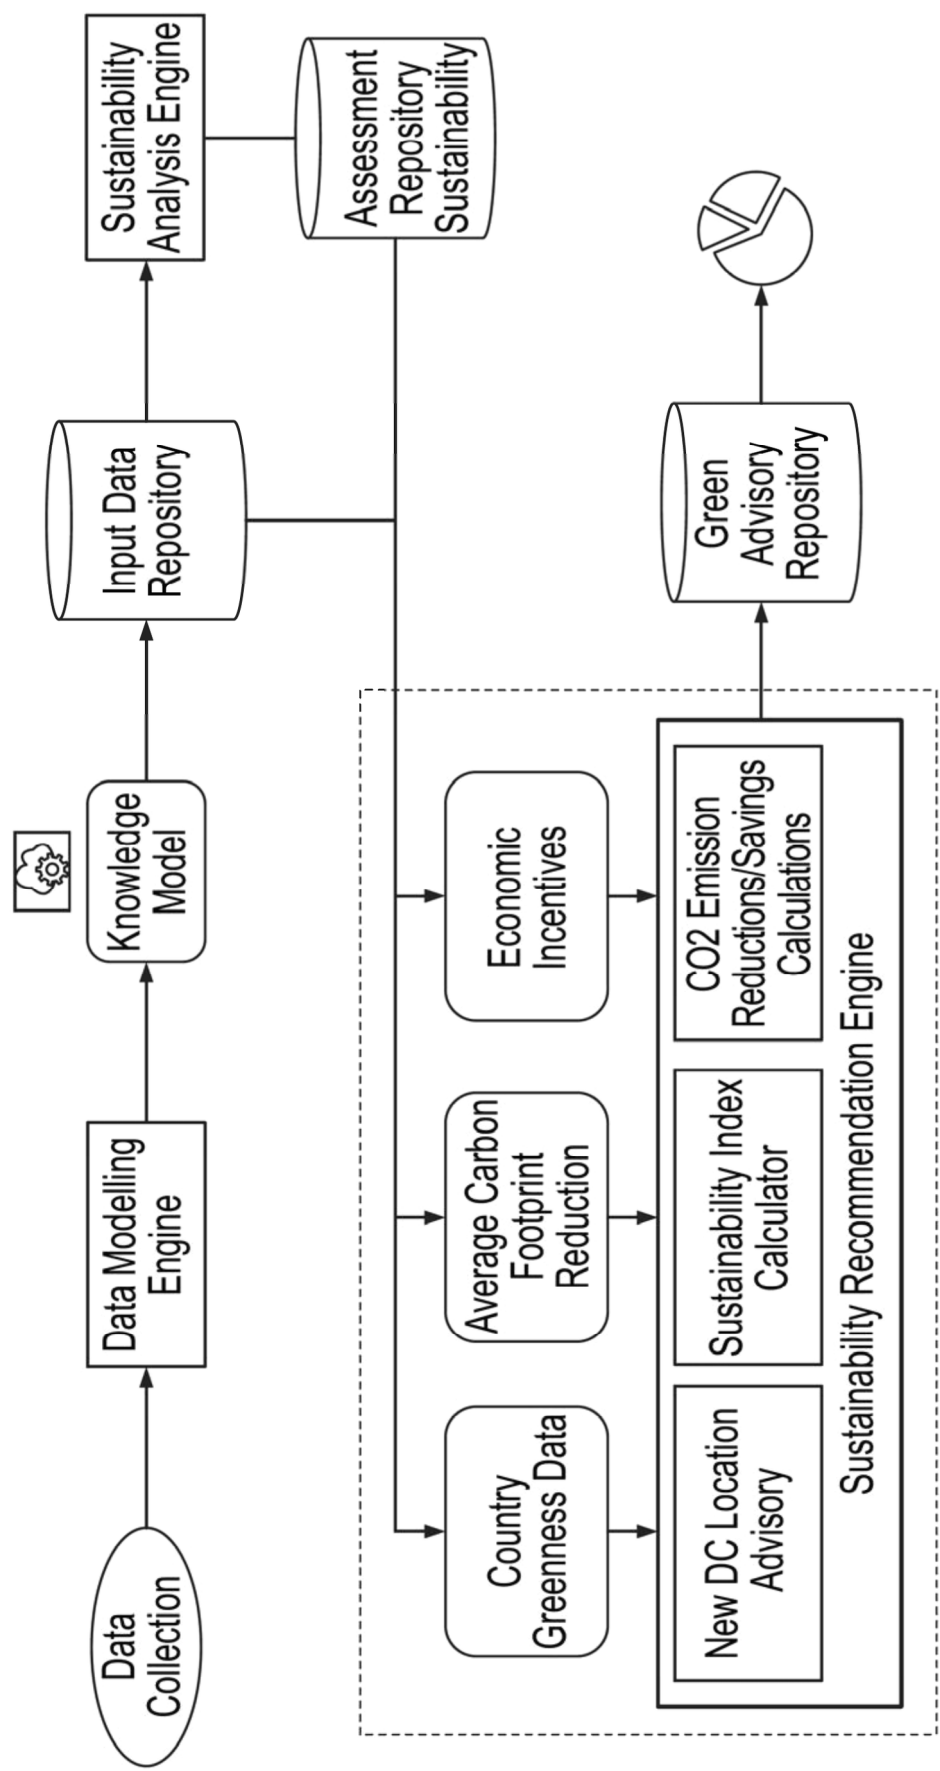 Data
Collection
Data Modelling
Engine
Knowledge
Model
Input Data
Repository
Sustainability
Analysis Engine
Assessment
Repository
Sustainability
Country
Greenness Data
Average Carbon
Footprint
Reduction
Economic
Incentives
New DC Location
Advisory
Sustainability Index
Calculator
CO2 Emission
Reductions/Savings
Calculations
Sustainability Recommendation Engine
Green
Advisory
Repository